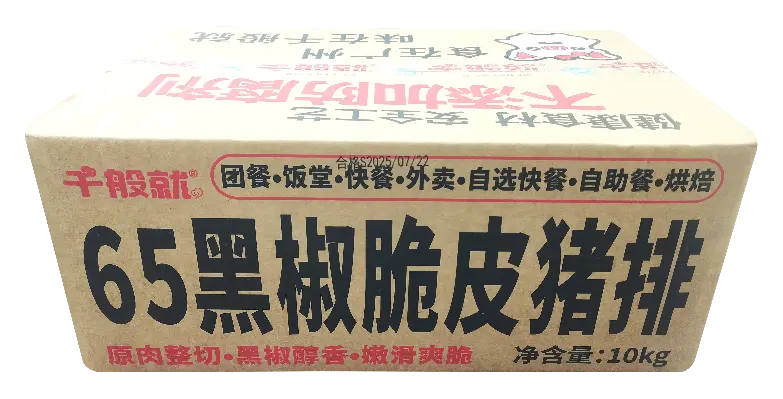 味在千般就
食在广州
不添加防腐剂
健康食材 安全工艺
合格S2025/07/22
千般就®
团餐•饭堂•快餐•外卖•自选快餐•自助餐•烘焙
65黑椒脆皮猪排
原肉整切•黑椒醇香•嫩滑爽脆
净含量:10kg